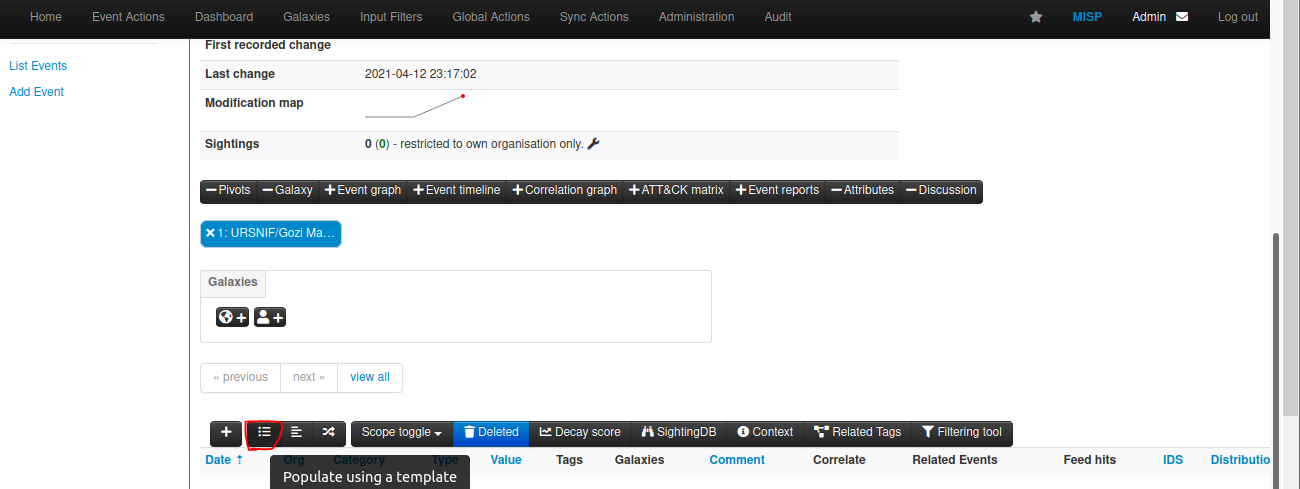 Home Event Actions Dashboard Galaxies Input Filters Global Actions Sync Actions Administration Audit MISP Admin Log out
List Events
Add Event
First recorded change
Last change 2021-04-12 23:17:02
Modification map
Sightings 0 (0) - restricted to own organisation only.
Pivots Galaxy Event graph Event timeline Correlation graph ATT&CK matrix Event reports Attributes Discussion
1: URSNIF/Gozi Ma...
Galaxies
« previous next » view all
Scope toggle Deleted Decay score SightingDB Context Related Tags Filtering tool
Date Org Category Type Value Tags Galaxies Comment Correlate Related Events Feed hits IDS Distributio
Populate using a template